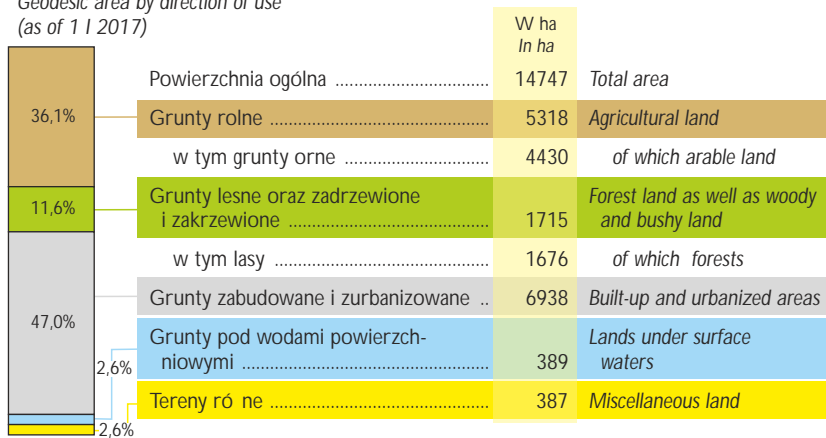 Geodesic area by direction of use
(as of 1 I 2017)
W ha
In ha
Powierzchnia ogólna 14747 Total area
36,1% Grunty rolne 5318 Agricultural land
w tym grunty orne 4430 of which arable land
11,6% Grunty lesne oraz zadrzewione Forest land as well as woody
i zakrzewione 1715 and bushy land
w tym lasy 1676 of which forests
Grunty zabudowane i zurbanizowane 6938 Built-up and urbanized areas
47,0%
Grunty pod wodami powierzch- Lands under surface
2,6% niowymi 389 waters
Tereny ró ne 387 Miscellaneous land
2,6%